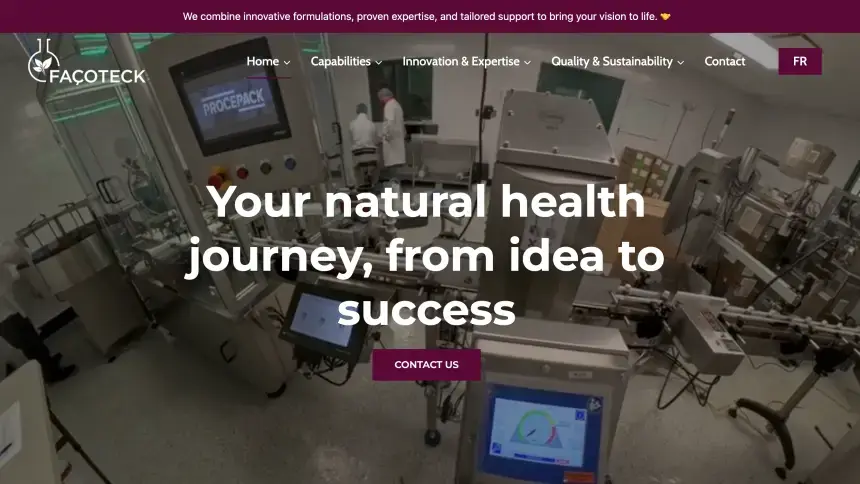 We combine innovative formulations, proven expertise, and tailored support to bring your vision to life. 🤝
FAÇOTECK
Home
Capabilities
Innovation & Expertise
Quality & Sustainability
Contact
FR
PROCEPACK
Your natural health
journey, from idea to
success
CONTACT US